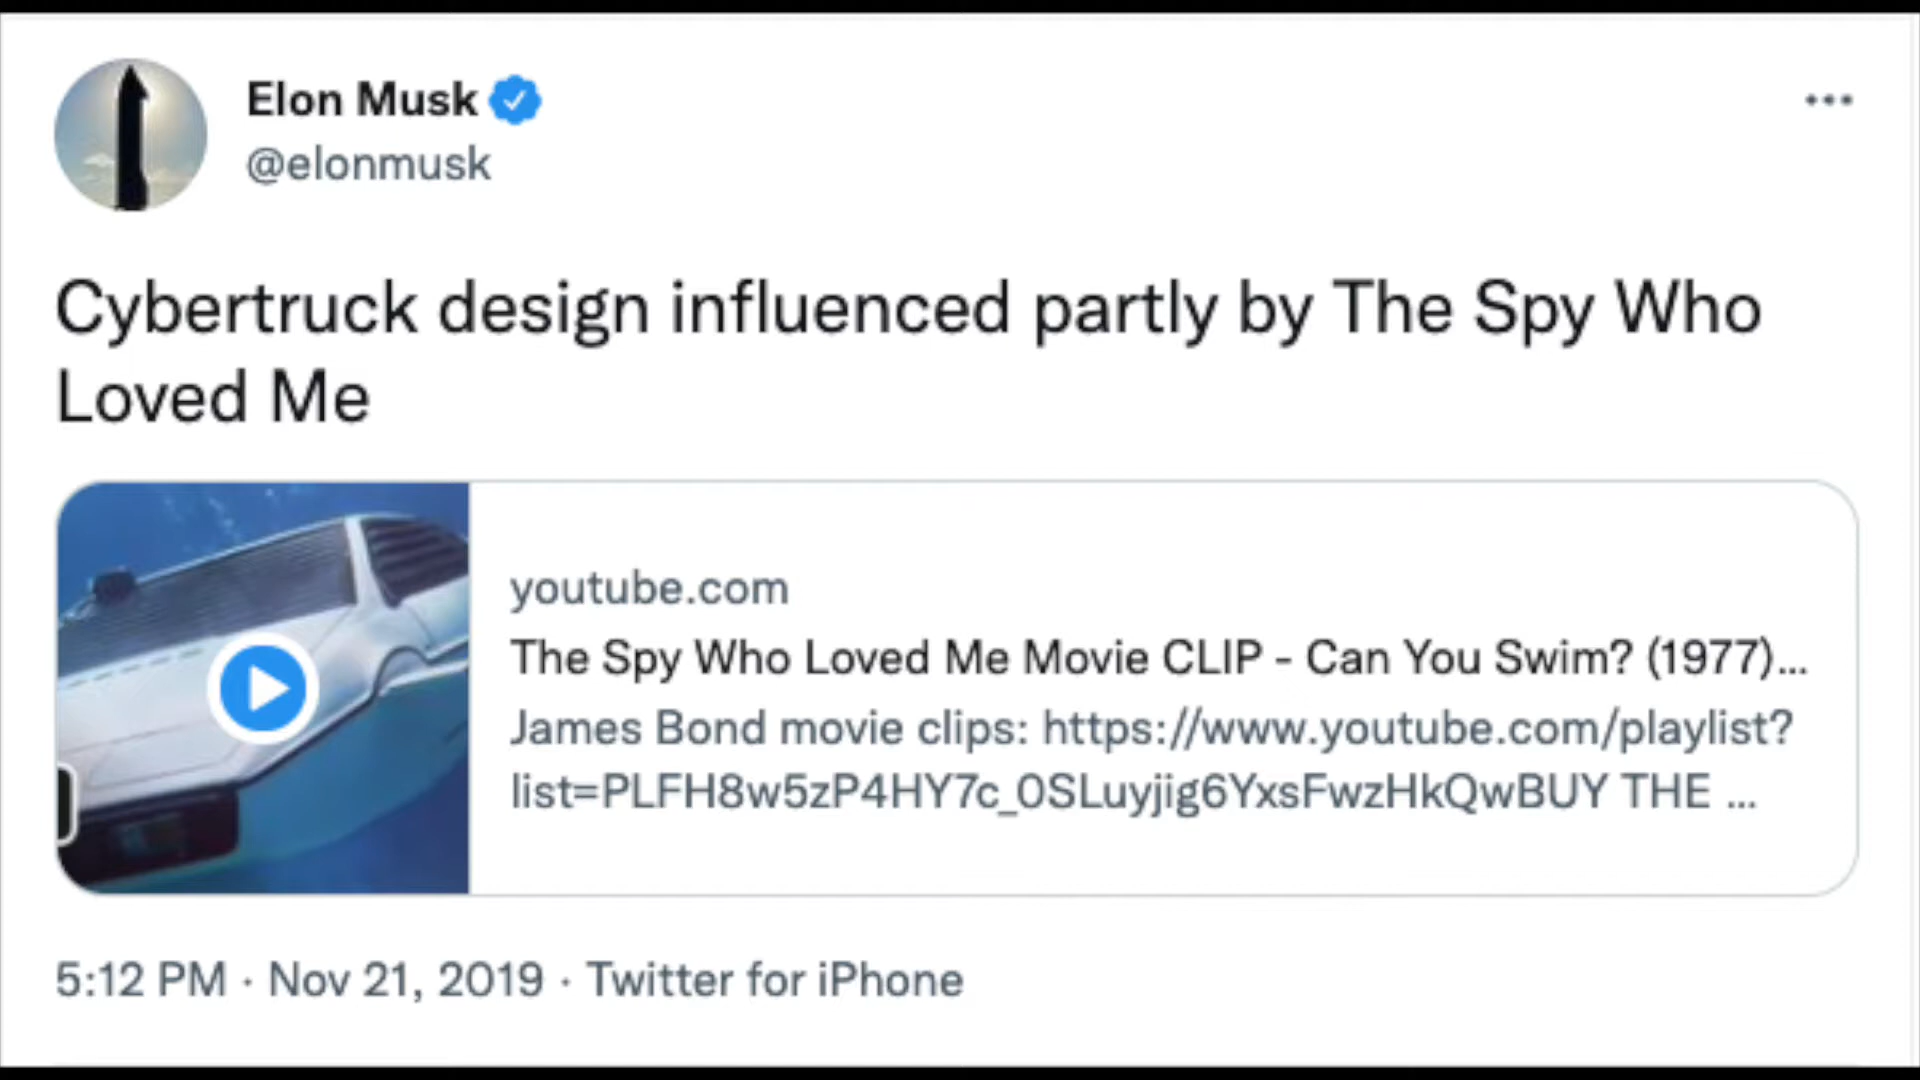 Elon Musk
@elonmusk
Cybertruck design influenced partly by The Spy Who
Loved Me
youtube.com
The Spy Who Loved Me Movie CLIP - Can You Swim? (1977)...
James Bond movie clips: https://www.youtube.com/playlist?
list=PLFH8w5zP4HY7c_0SLuyjig6YxsFwzHkQwBUY THE ...
5:12 PM · Nov 21, 2019 · Twitter for iPhone